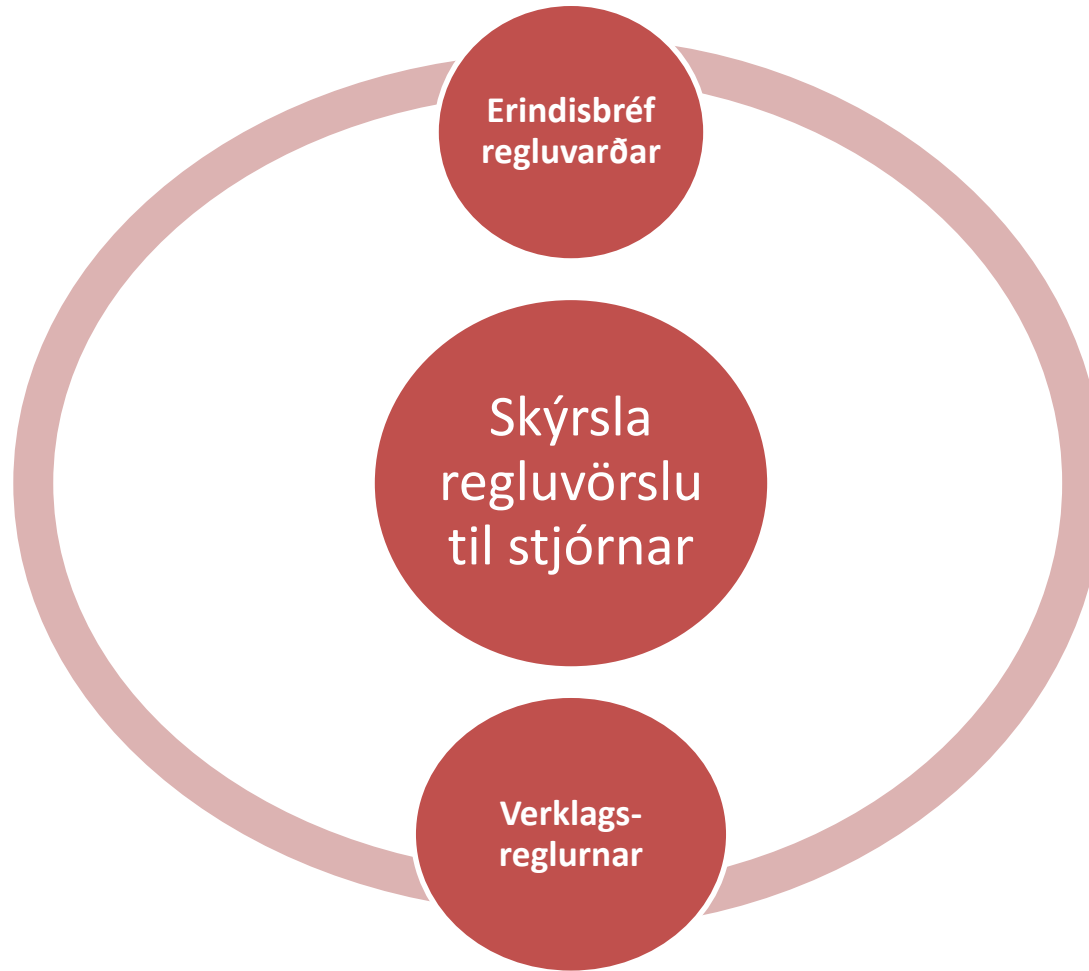 Erindisbréf
regluvarðar
Skýrsla
regluvörslu
til stjórnar
Verklags-
reglurnar